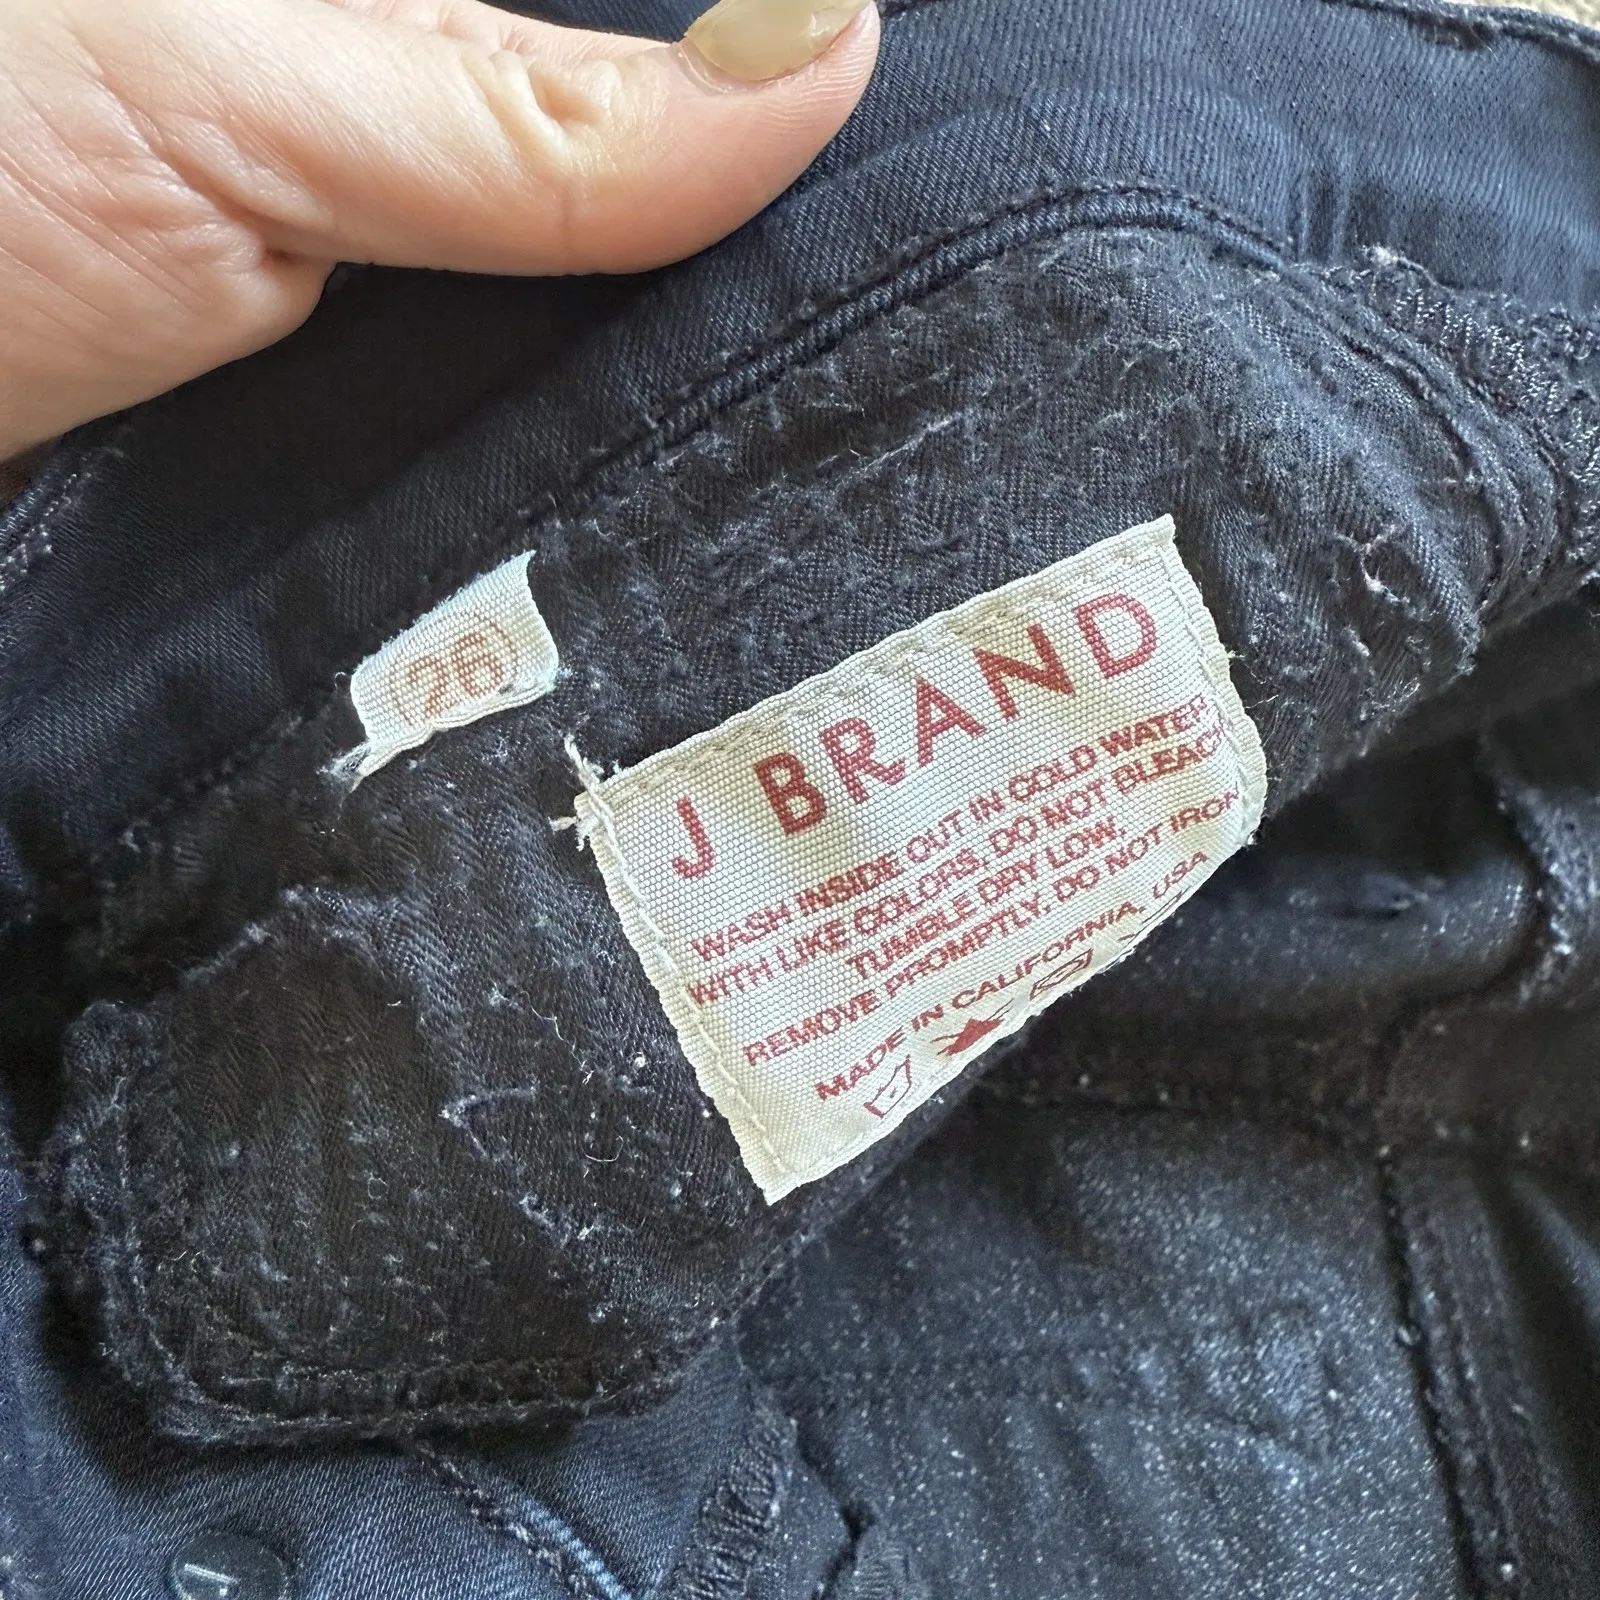 26
J BRAND
WASH INSIDE OUT IN COLD WATER
WITH LIKE COLORS. DO NOT BLEACH.
TUMBLE DRY LOW.
REMOVE PROMPTLY. DO NOT IRON
MADE IN CALIFORNIA. USA